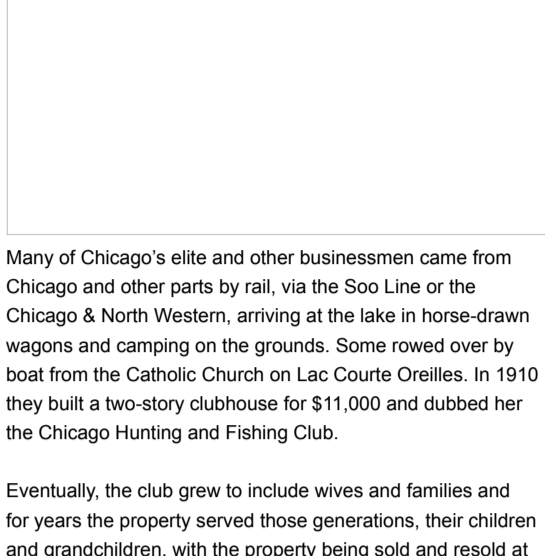 Many of Chicago’s elite and other businessmen came from
Chicago and other parts by rail, via the Soo Line or the
Chicago & North Western, arriving at the lake in horse-drawn
wagons and camping on the grounds. Some rowed over by
boat from the Catholic Church on Lac Courte Oreilles. In 1910
they built a two-story clubhouse for $11,000 and dubbed her
the Chicago Hunting and Fishing Club.

Eventually, the club grew to include wives and families and
for years the property served those generations, their children
and grandchildren, with the property being sold and resold at